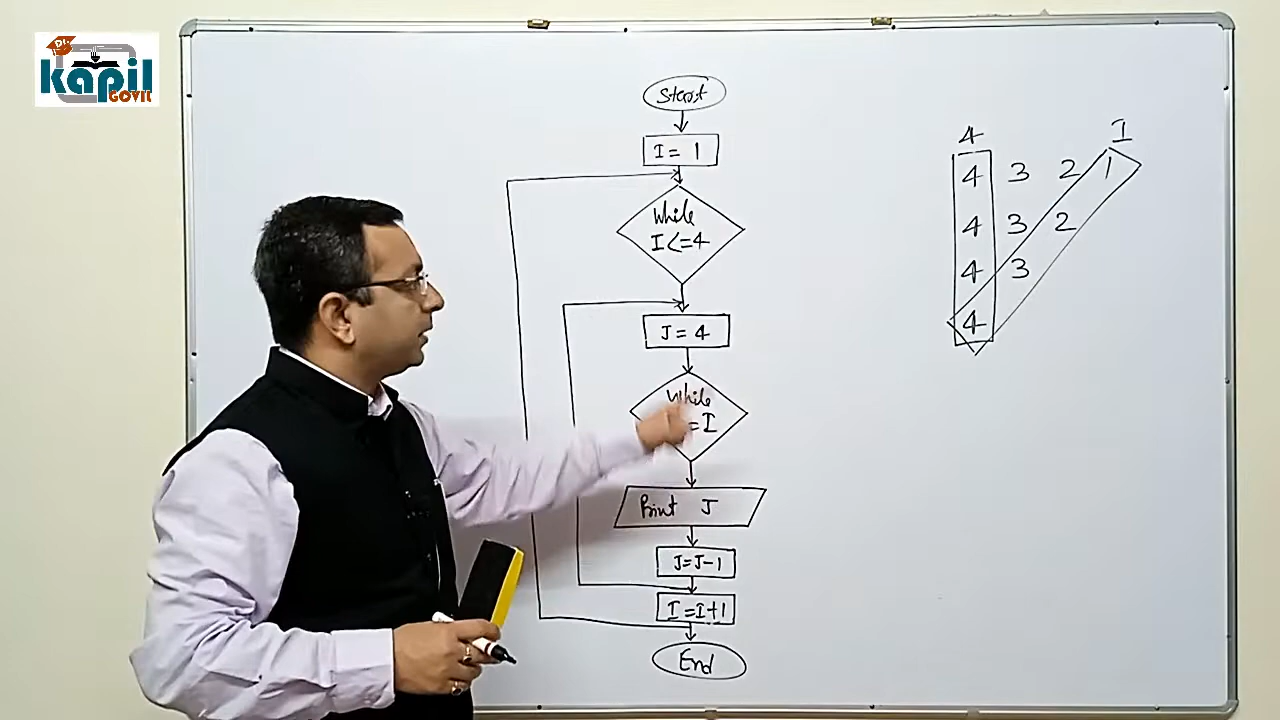 Dr.
kapil
GOVIL
Start
I = 1
While
I<=4
J = 4
While
=I
Print J
J=J-1
I=I+1
End
4 I
4 3 2 1
4 3 2
4 3
4